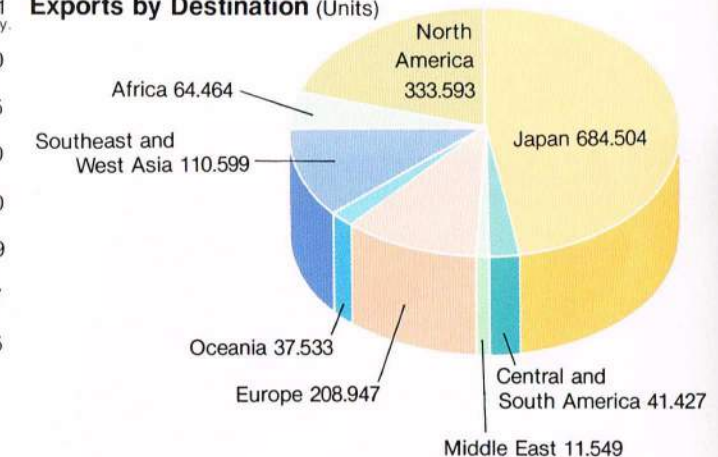 Exports by Destination (Units)
North
America
333.593
Africa 64.464
Southeast and
West Asia 110.599
Japan 684.504
Oceania 37.533
Europe 208.947
Central and
South America 41.427
Middle East 11.549